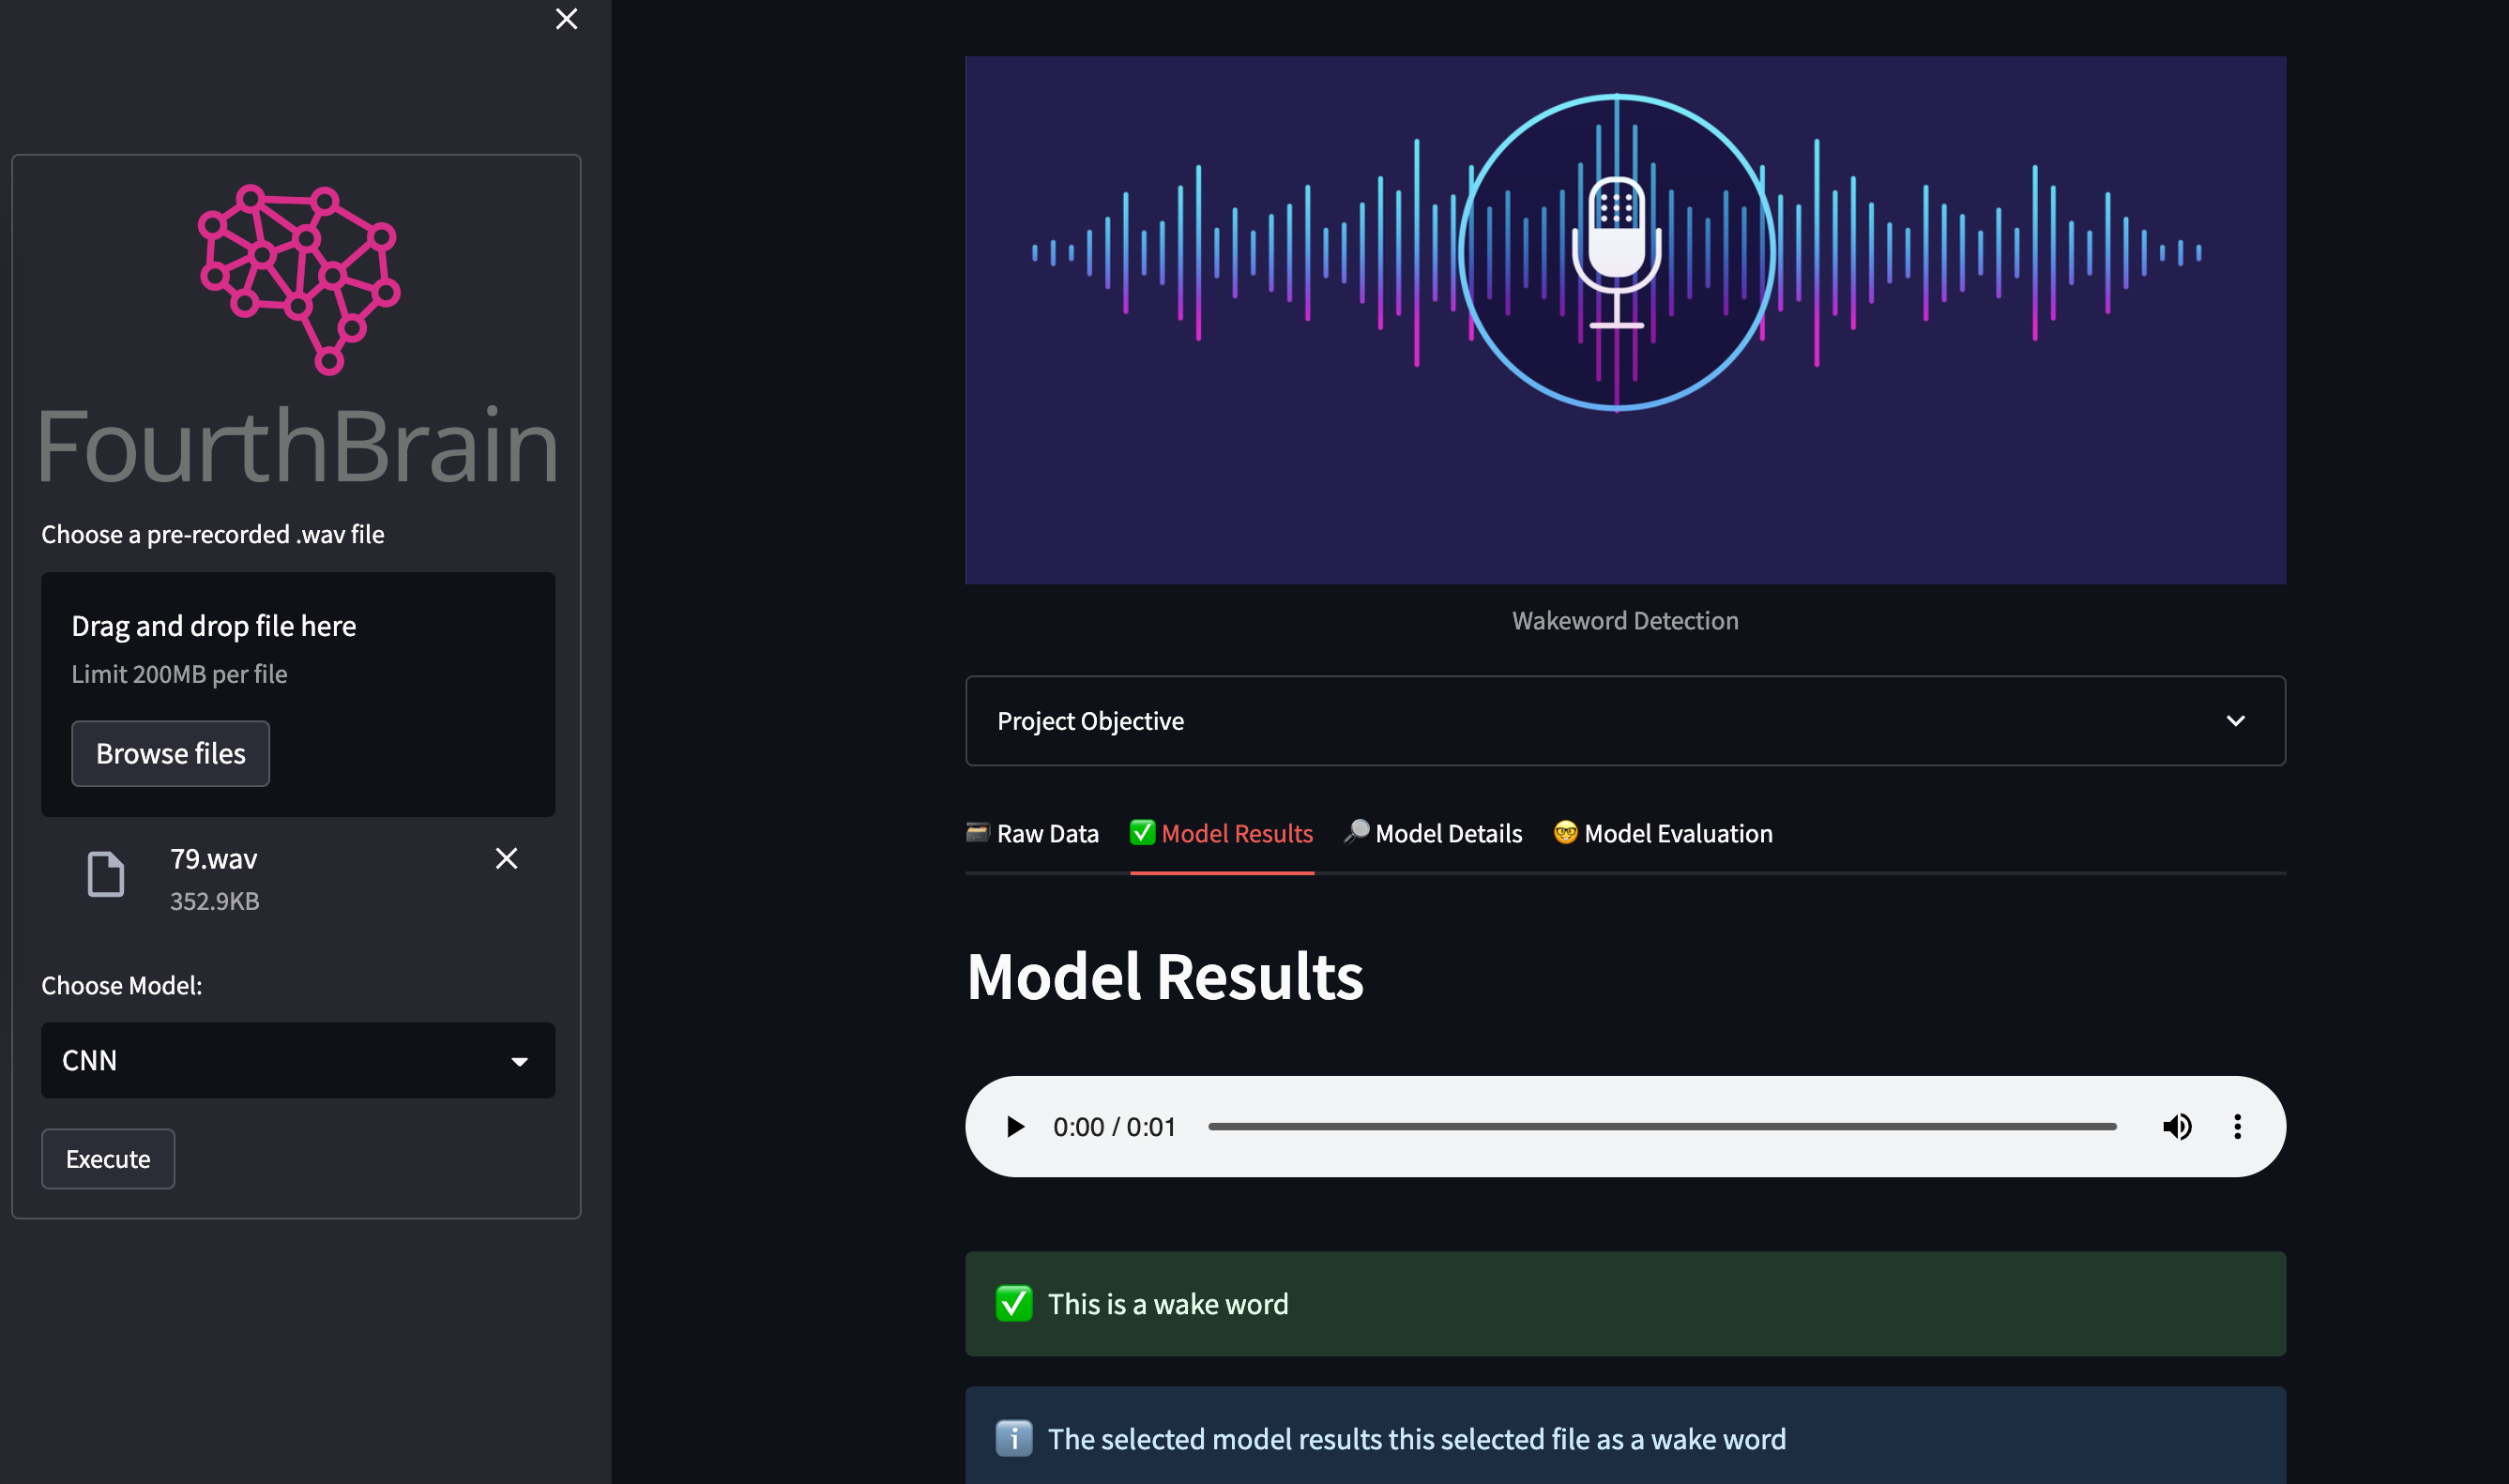 FourthBrain
Choose a pre-recorded .wav file
Drag and drop file here
Limit 200MB per file
Browse files
79.wav
352.9KB
Choose Model:
CNN
Execute
Wakeword Detection
Project Objective
Raw Data
Model Results
Model Details
Model Evaluation
Model Results
0:00 / 0:01
This is a wake word
The selected model results this selected file as a wake word